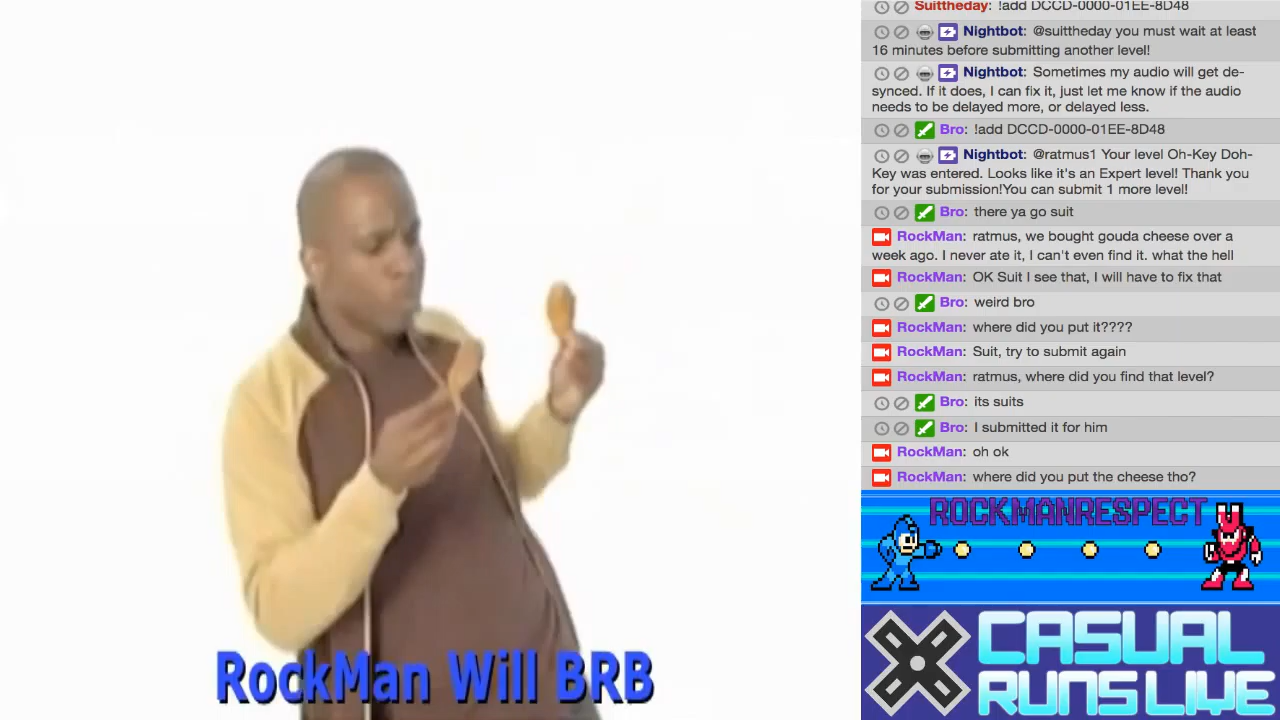 Suittheday: !add DCCD-0000-01EE-8D48
Nightbot: @suittheday you must wait at least
16 minutes before submitting another level!
Nightbot: Sometimes my audio will get de-
synced. If it does, I can fix it, just let me know if the audio
needs to be delayed more, or delayed less.
Bro: !add DCCD-0000-01EE-8D48
Nightbot: @ratmus1 Your level Oh-Key Doh-
Key was entered. Looks like it's an Expert level! Thank you
for your submission!You can submit 1 more level!
Bro: there ya go suit
RockMan: ratmus, we bought gouda cheese over a
week ago. I never ate it, I can't even find it. what the hell
RockMan: OK Suit I see that, I will have to fix that
Bro: weird bro
RockMan: where did you put it????
RockMan: Suit, try to submit again
RockMan: ratmus, where did you find that level?
Bro: its suits
Bro: I submitted it for him
RockMan: oh ok
RockMan: where did you put the cheese tho?
ROCKMANRESPECT
CASUAL
RUNS LIVE
RockMan Will BRB